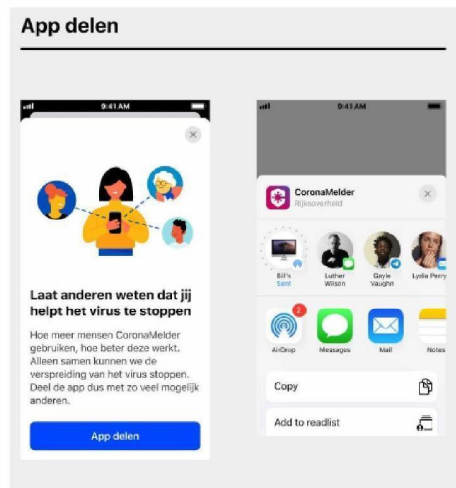 App delen
9:41 AM
Laat anderen weten dat jij
helpt het virus te stoppen
Hoe meer mensen CoronaMelder
gebruiken, hoe beter deze werkt.
Alleen samen kunnen we de
verspreiding van het virus stoppen.
Deel de app dus met zo veel mogelijk
anderen.
App delen
9:41 AM
CoronaMelder
Rijksoverheid
Bill's
Sent
Luther
Wilson
Gayle
Vaughn
Lydia Perry
2
AirDrop
Messages
Mail
Notes
Copy
Add to readlist